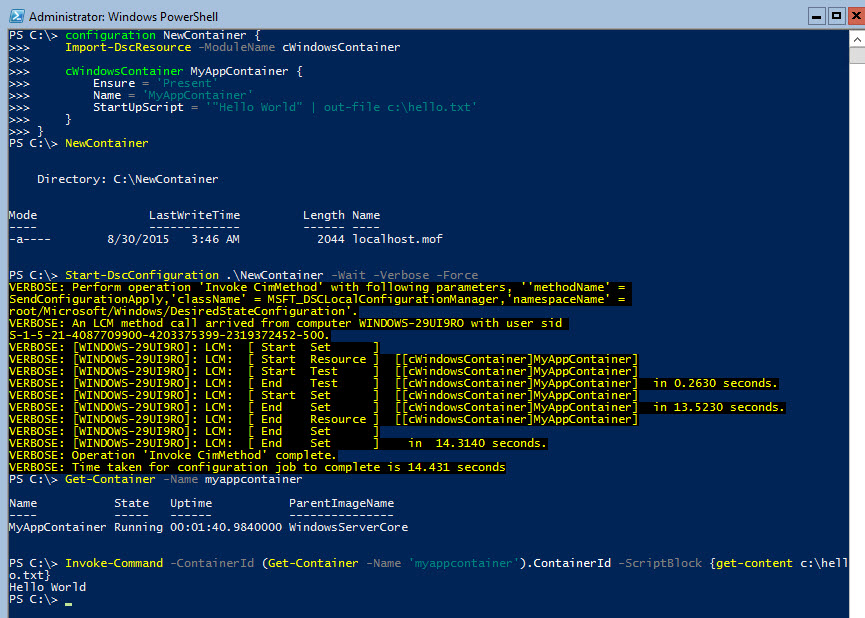 Administrator: Windows PowerShell
PS C:\> configuration NewContainer {
>>>     Import-DscResource -ModuleName cWindowsContainer
>>>
>>>     cWindowsContainer MyAppContainer {
>>>         Ensure = 'Present'
>>>         Name = 'MyAppContainer'
>>>         StartUpScript = '"Hello World" | out-file c:\hello.txt'
>>>     }
>>> }
PS C:\> NewContainer
    Directory: C:\NewContainer
Mode                LastWriteTime         Length Name
----                -------------         ------ ----
-a----        8/30/2015   3:46 AM           2044 localhost.mof
PS C:\> Start-DscConfiguration .\NewContainer -Wait -Verbose -Force
VERBOSE: Perform operation 'Invoke CimMethod' with following parameters, ''methodName' =
SendConfigurationApply,'className' = MSFT_DSCLocalConfigurationManager,'namespaceName' =
root/Microsoft/Windows/DesiredStateConfiguration'.
VERBOSE: An LCM method call arrived from computer WINDOWS-29UI9RO with user sid
S-1-5-21-4087709900-4203375399-2319372452-500.
VERBOSE: [WINDOWS-29UI9RO]: LCM:  [ Start  Set      ]
VERBOSE: [WINDOWS-29UI9RO]: LCM:  [ Start  Resource ]  [[cWindowsContainer]MyAppContainer]
VERBOSE: [WINDOWS-29UI9RO]: LCM:  [ Start  Test     ]  [[cWindowsContainer]MyAppContainer]
VERBOSE: [WINDOWS-29UI9RO]: LCM:  [ End    Test     ]  [[cWindowsContainer]MyAppContainer]  in 0.2630 seconds.
VERBOSE: [WINDOWS-29UI9RO]: LCM:  [ Start  Set      ]  [[cWindowsContainer]MyAppContainer]
VERBOSE: [WINDOWS-29UI9RO]: LCM:  [ End    Set      ]  [[cWindowsContainer]MyAppContainer]  in 13.5230 seconds.
VERBOSE: [WINDOWS-29UI9RO]: LCM:  [ End    Resource ]  [[cWindowsContainer]MyAppContainer]
VERBOSE: [WINDOWS-29UI9RO]: LCM:  [ End    Set      ]
VERBOSE: [WINDOWS-29UI9RO]: LCM:  [ End    Set      ]    in  14.3140 seconds.
VERBOSE: Operation 'Invoke CimMethod' complete.
VERBOSE: Time taken for configuration job to complete is 14.431 seconds
PS C:\> Get-Container -Name myappcontainer
Name           State   Uptime           ParentImageName
----           -----   ------           ---------------
MyAppContainer Running 00:01:40.9840000 WindowsServerCore
PS C:\> Invoke-Command -ContainerId (Get-Container -Name 'myappcontainer').ContainerId -ScriptBlock {get-content c:\hell
o.txt}
Hello World
PS C:\> _